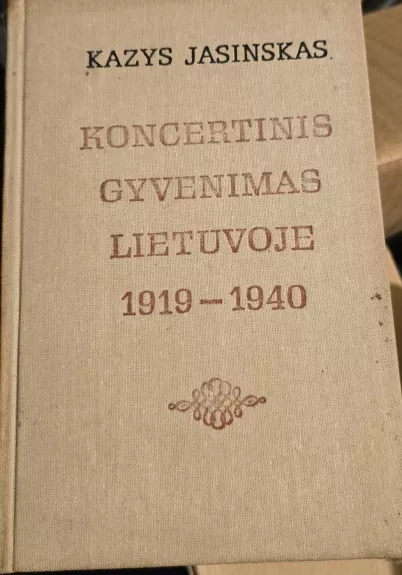 KAZYS JASINSKAS
KONCERTINIS
GYVENIMAS
LIETUVOJE
1919 – 1940